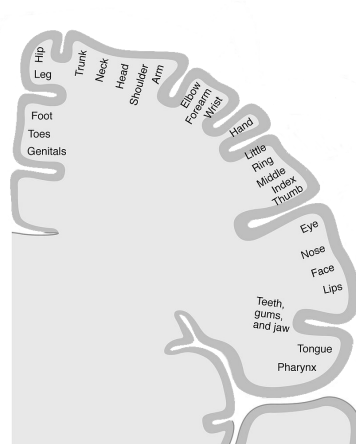 Hip
Leg
Foot
Toes
Genitals
Trunk
Neck
Head
Shoulder
Arm
Elbow
Forearm
Wrist
Hand
Little
Ring
Middle
Index
Thumb
Eye
Nose
Face
Lips
Teeth,
gums,
and jaw
Tongue
Pharynx